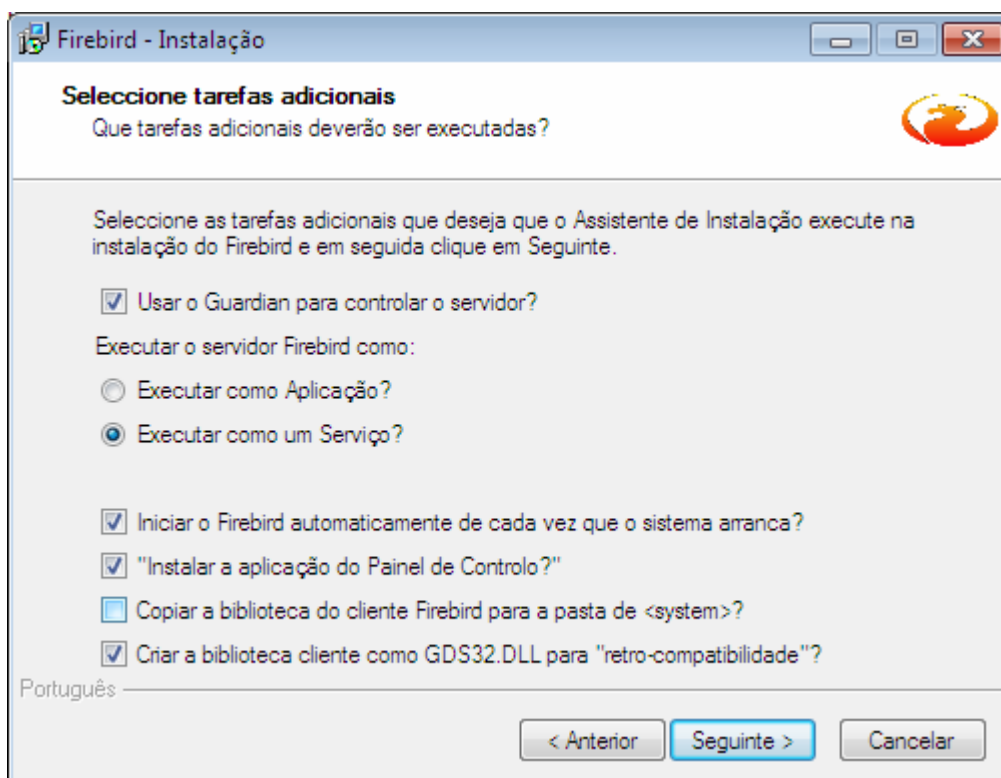 Firebird - Instalação
Seleccione tarefas adicionais
Que tarefas adicionais deverão ser executadas?
Seleccione as tarefas adicionais que deseja que o Assistente de Instalação execute na
instalação do Firebird e em seguida clique em Seguinte.
Usar o Guardian para controlar o servidor?
Executar o servidor Firebird como:
Executar como Aplicação?
Executar como um Serviço?
Iniciar o Firebird automaticamente de cada vez que o sistema arranca?
"Instalar a aplicação do Painel de Controlo?"
Copiar a biblioteca do cliente Firebird para a pasta de <system>?
Criar a biblioteca cliente como GDS32.DLL para "retro-compatibilidade"?
Português
< Anterior
Seguinte >
Cancelar